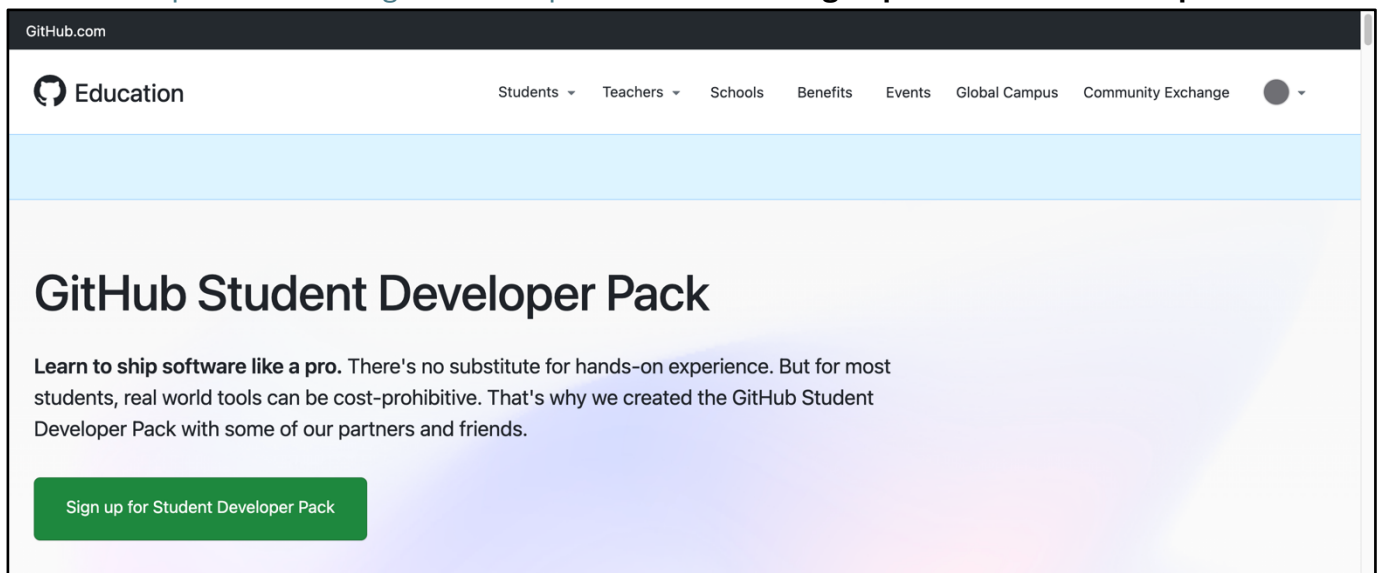 GitHub.com
Education
Students Teachers Schools Benefits Events Global Campus Community Exchange
GitHub Student Developer Pack
Learn to ship software like a pro. There's no substitute for hands-on experience. But for most
students, real world tools can be cost-prohibitive. That's why we created the GitHub Student
Developer Pack with some of our partners and friends.
Sign up for Student Developer Pack